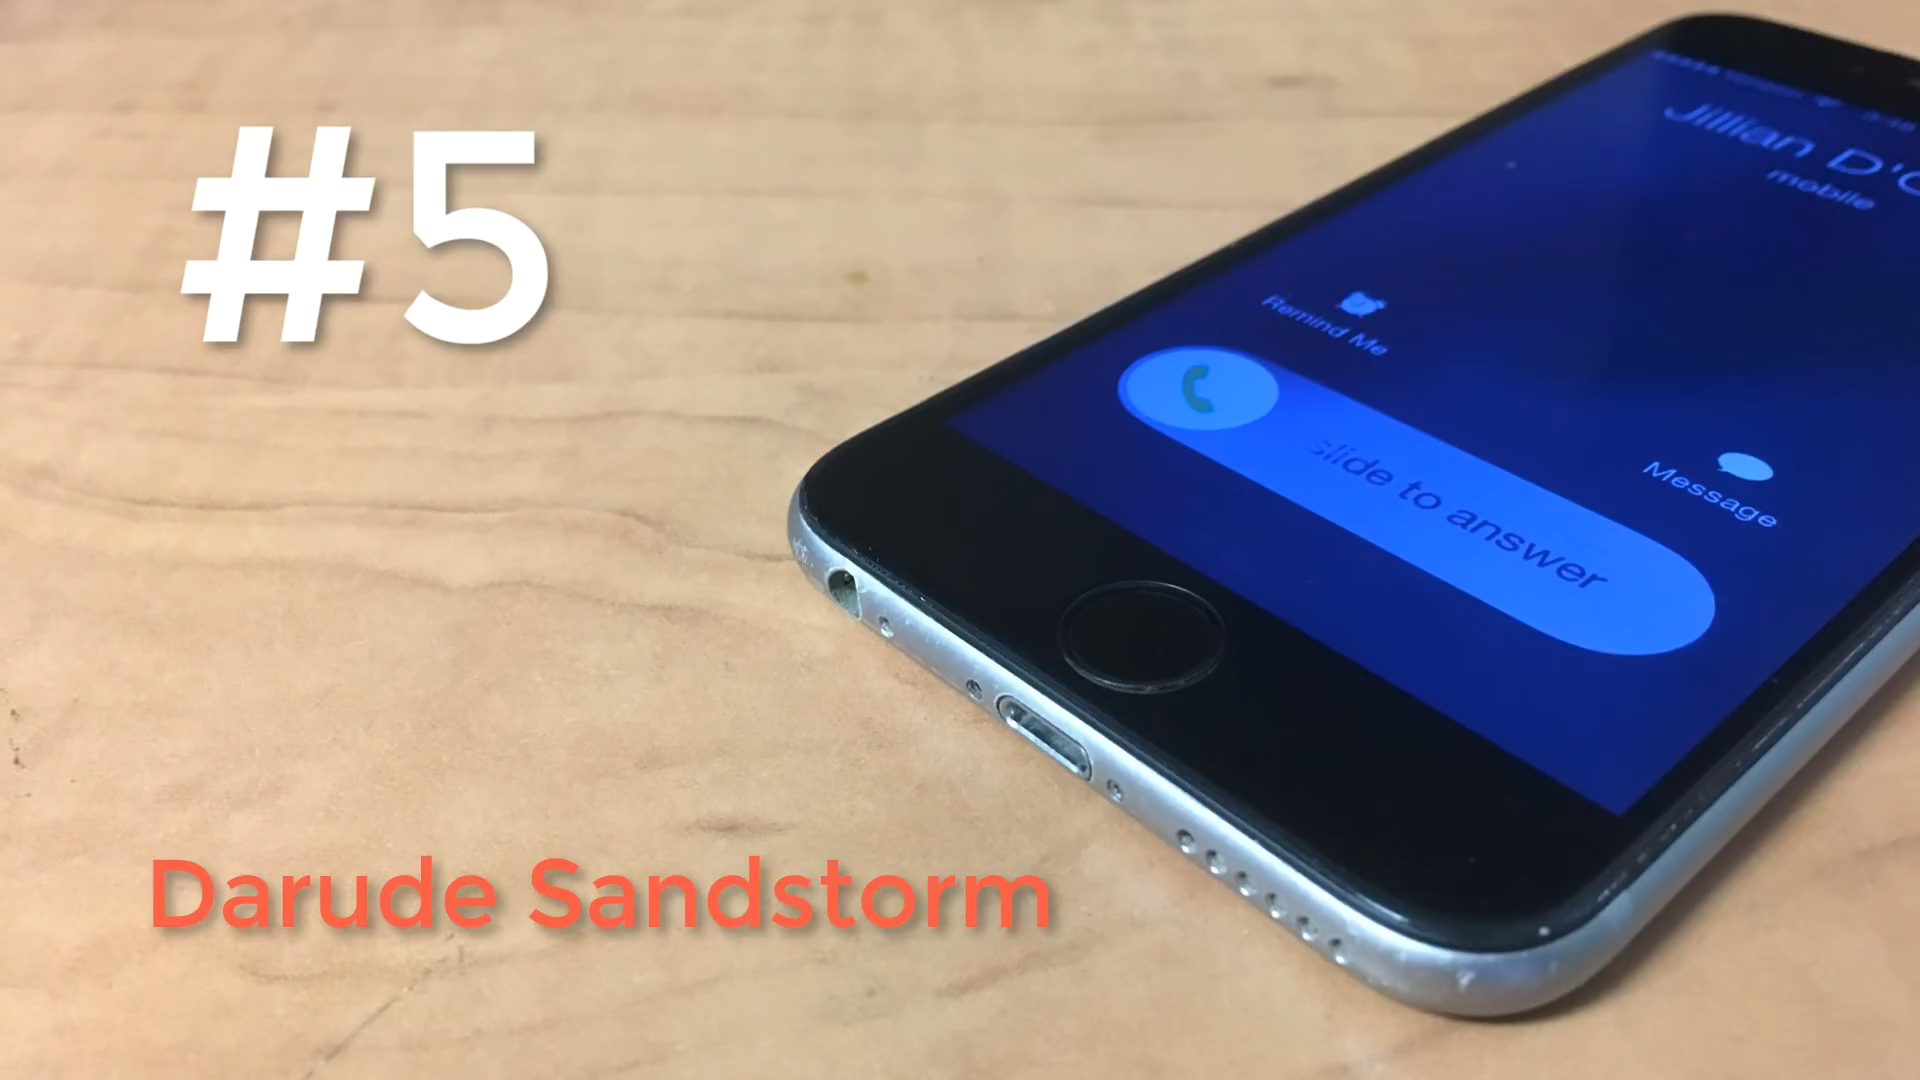 #5
Jillian D'
mobile
Remind Me
slide to answer
Message
Darude Sandstorm